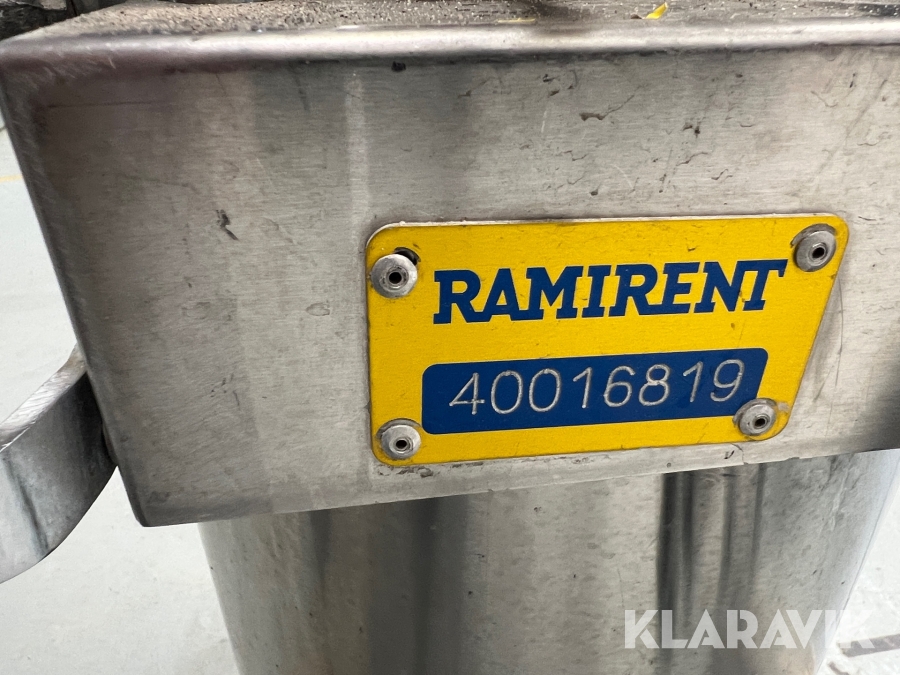 RAMIRENT
40016819
KLARAVIK